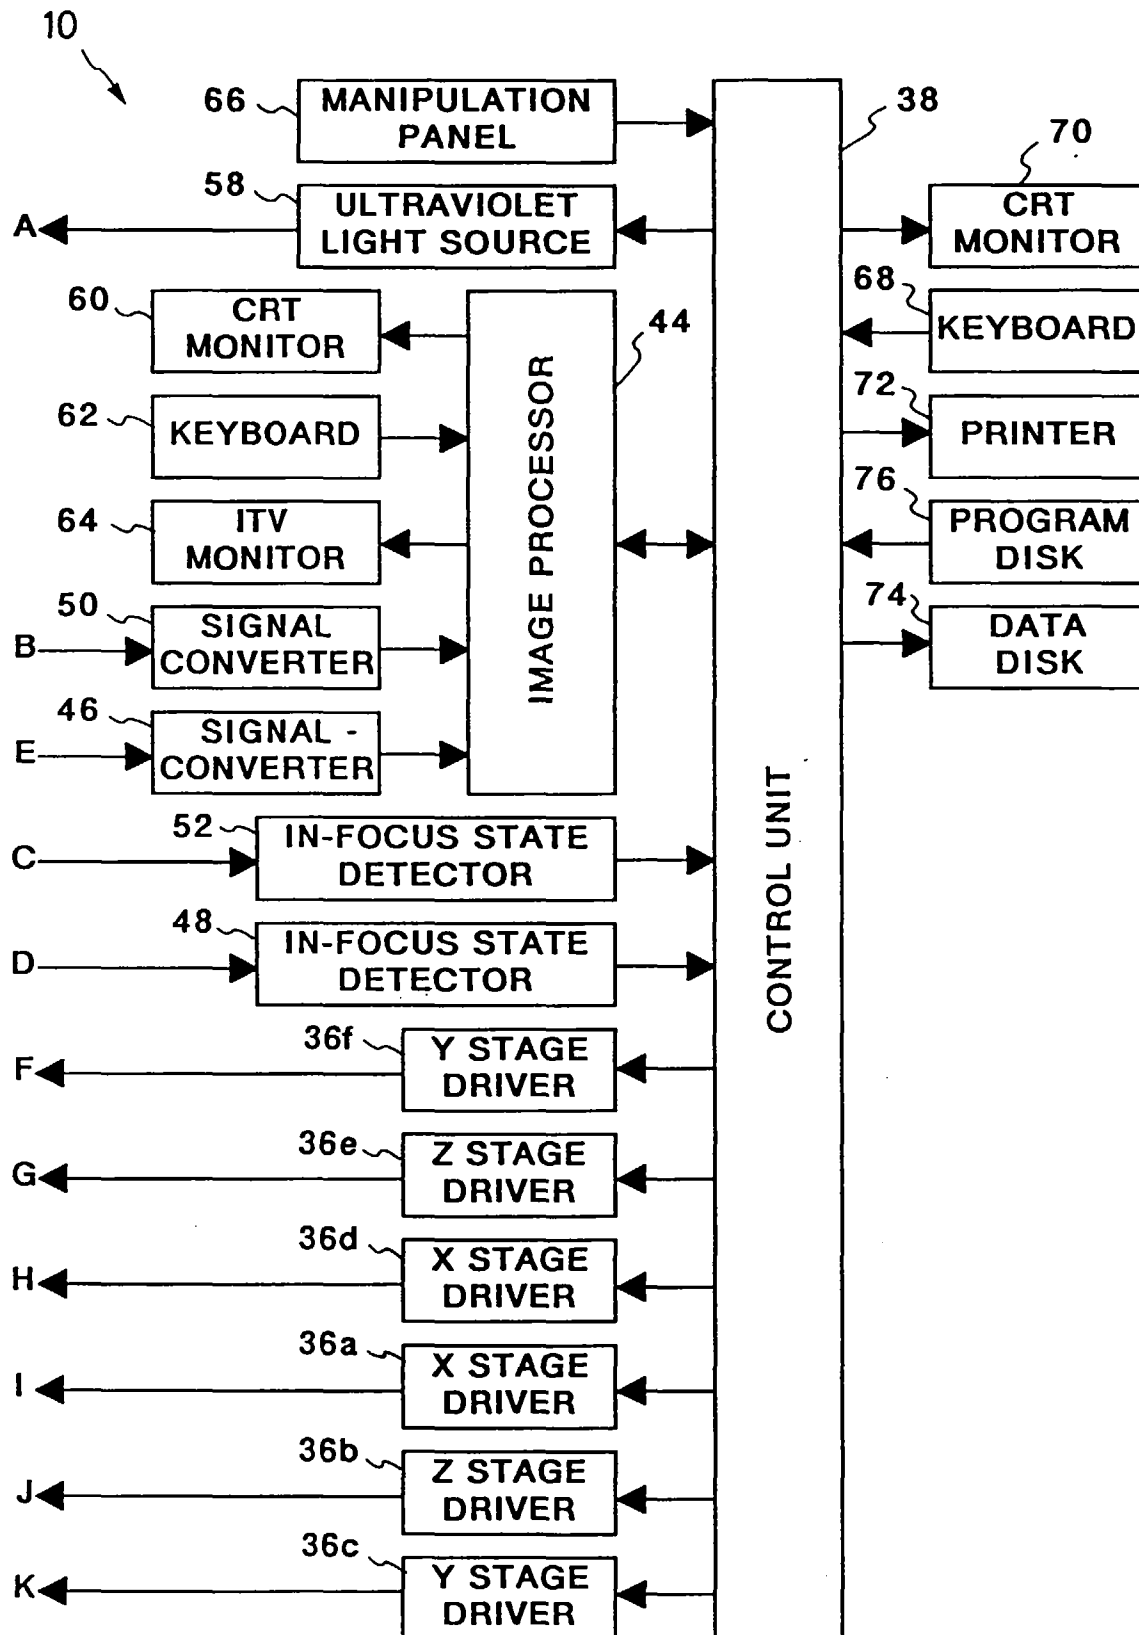 10
66
MANIPULATION
PANEL
38
70
58
ULTRAVIOLET
LIGHT SOURCE
A
CRT
MONITOR
60
CRT
MONITOR
44
68
KEYBOARD
62
KEYBOARD
72
PRINTER
64
ITV
MONITOR
IMAGE PROCESSOR
76
PROGRAM
DISK
50
SIGNAL
CONVERTER
B
74
DATA
DISK
46
SIGNAL -
CONVERTER
E
CONTROL UNIT
52
IN-FOCUS STATE
DETECTOR
C
48
IN-FOCUS STATE
DETECTOR
D
36f
Y STAGE
DRIVER
F
36e
Z STAGE
DRIVER
G
36d
X STAGE
DRIVER
H
36a
X STAGE
DRIVER
I
36b
Z STAGE
DRIVER
J
36c
Y STAGE
DRIVER
K